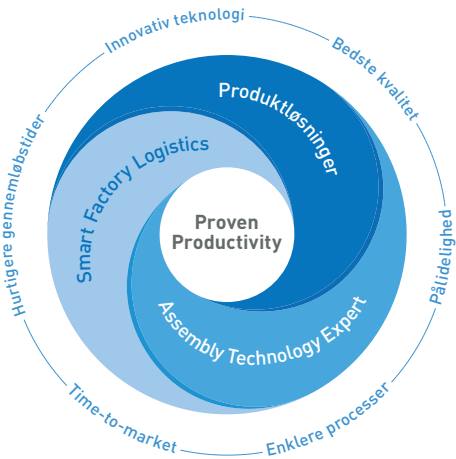 Innovativ teknologi
Bedste kvalitet
Pålidelighed
Enklere processer
Time-to-market
Hurtigere gennemløbstider
Produktløsninger
Assembly Technology Expert
Smart Factory Logistics
Proven
Productivity